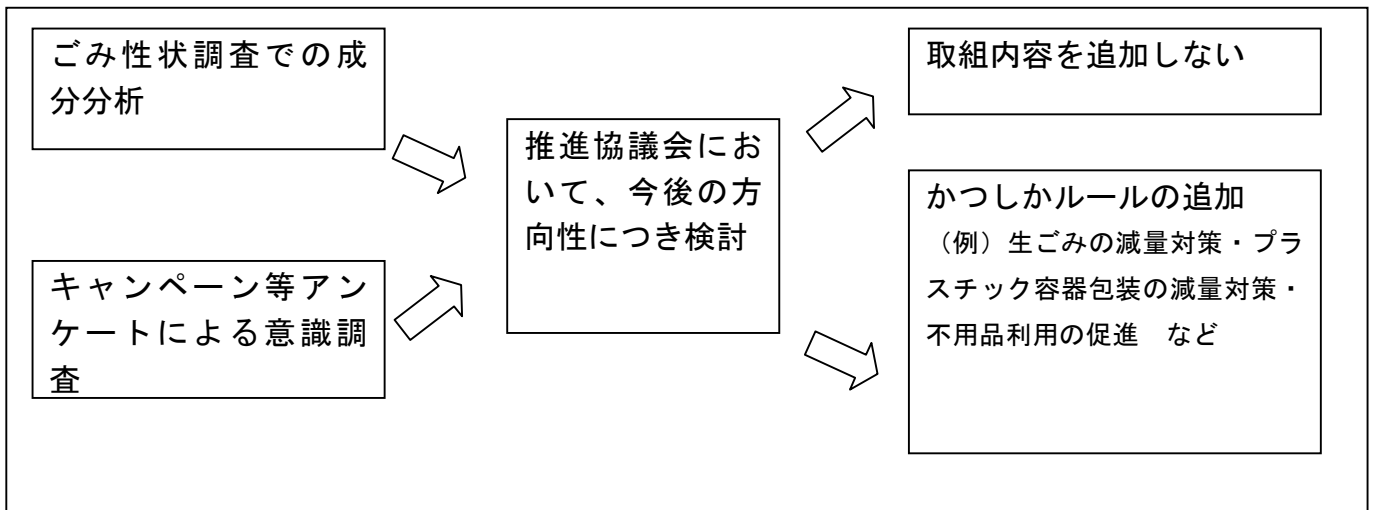 ごみ性状調査での成
分分析
キャンペーン等アン
ケートによる意識調
査
推進協議会にお
いて、今後の方
向性につき検討
取組内容を追加しない
かつしかルールの追加
（例）生ごみの減量対策・プラ
スチック容器包装の減量対策・
不用品利用の促進　など